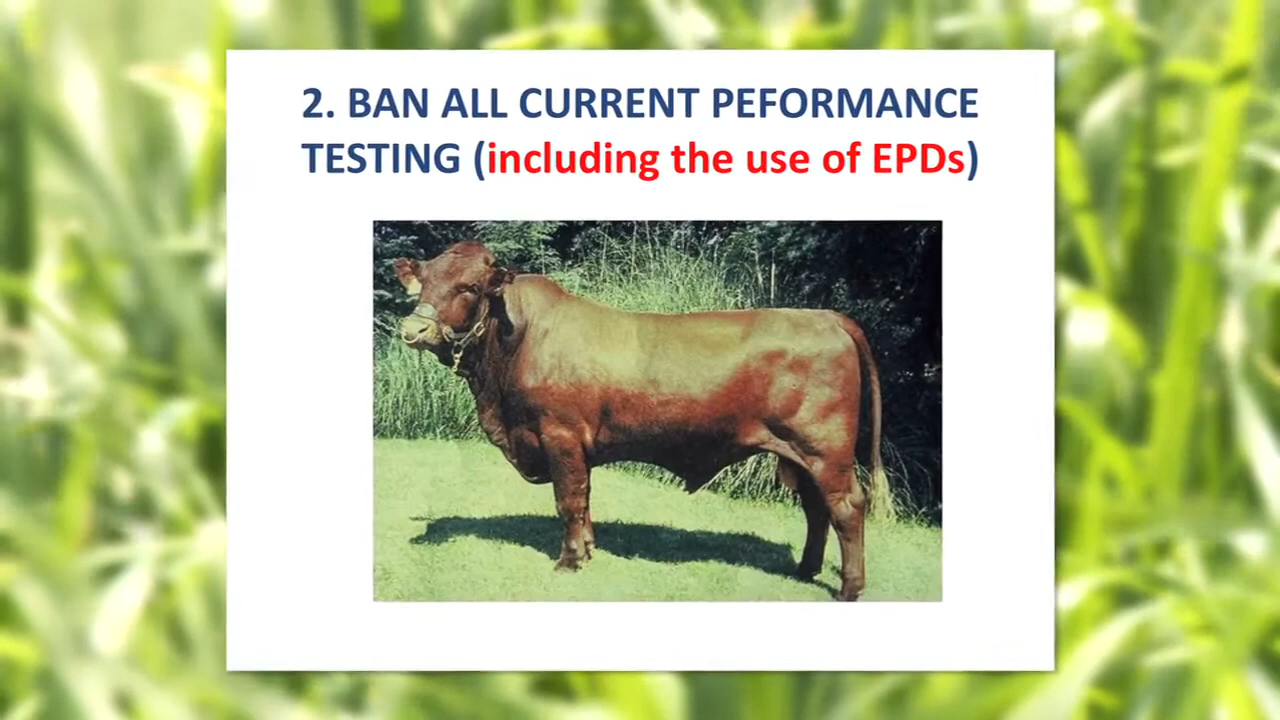 2. BAN ALL CURRENT PEFORMANCE
TESTING (including the use of EPDs)